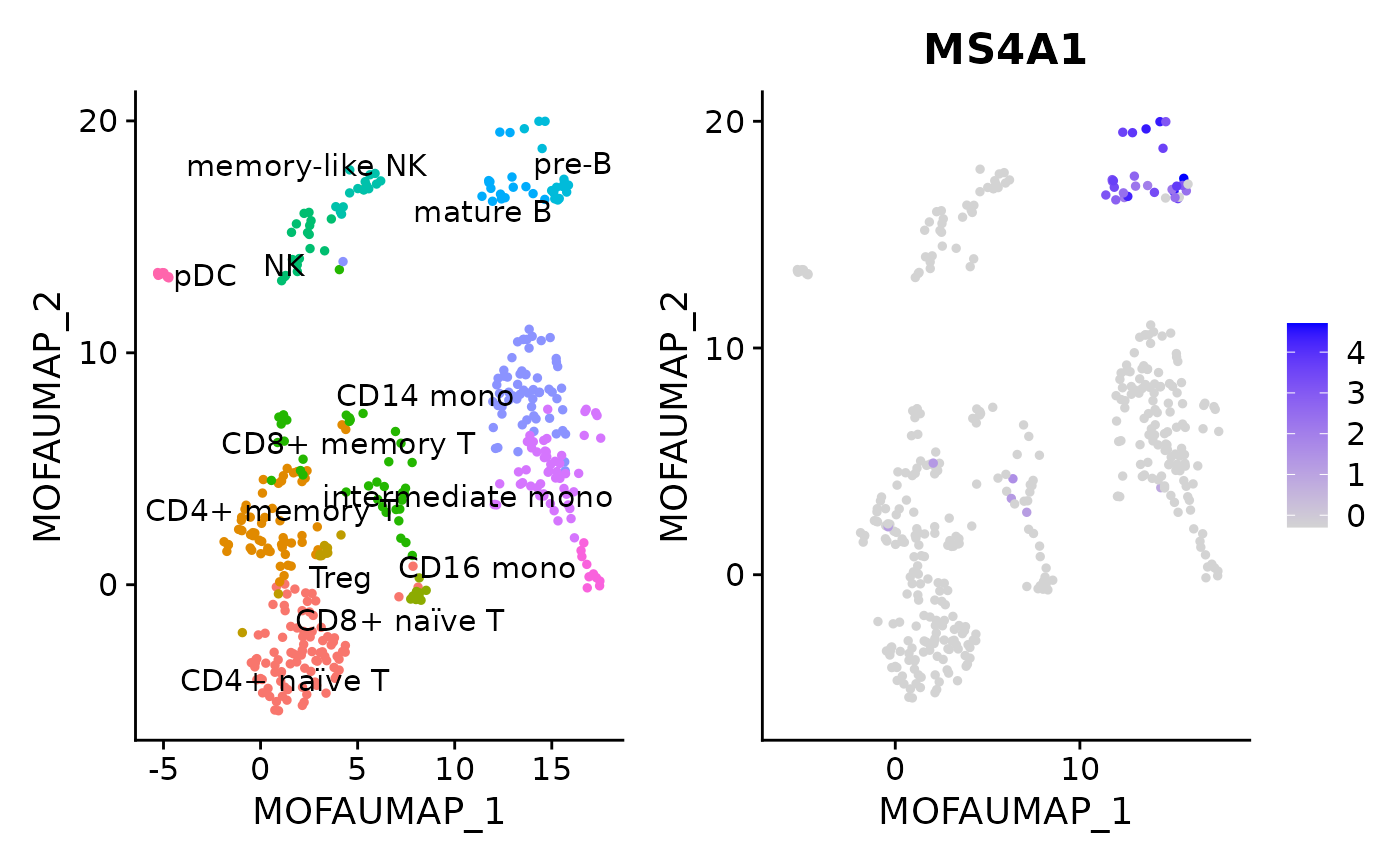 MS4A1
20
10
0
memory-like NK
pre-B
mature B
pDC
NK
CD14 mono
CD8+ memory T
intermediate mono
CD4+ memory T
CD16 mono
Treg
CD8+ naïve T
CD4+ naïve T
-5
0
5
10
15
MOFAUMAP_1
MOFAUMAP_2
20
10
0
0
10
MOFAUMAP_1
MOFAUMAP_2
4
3
2
1
0